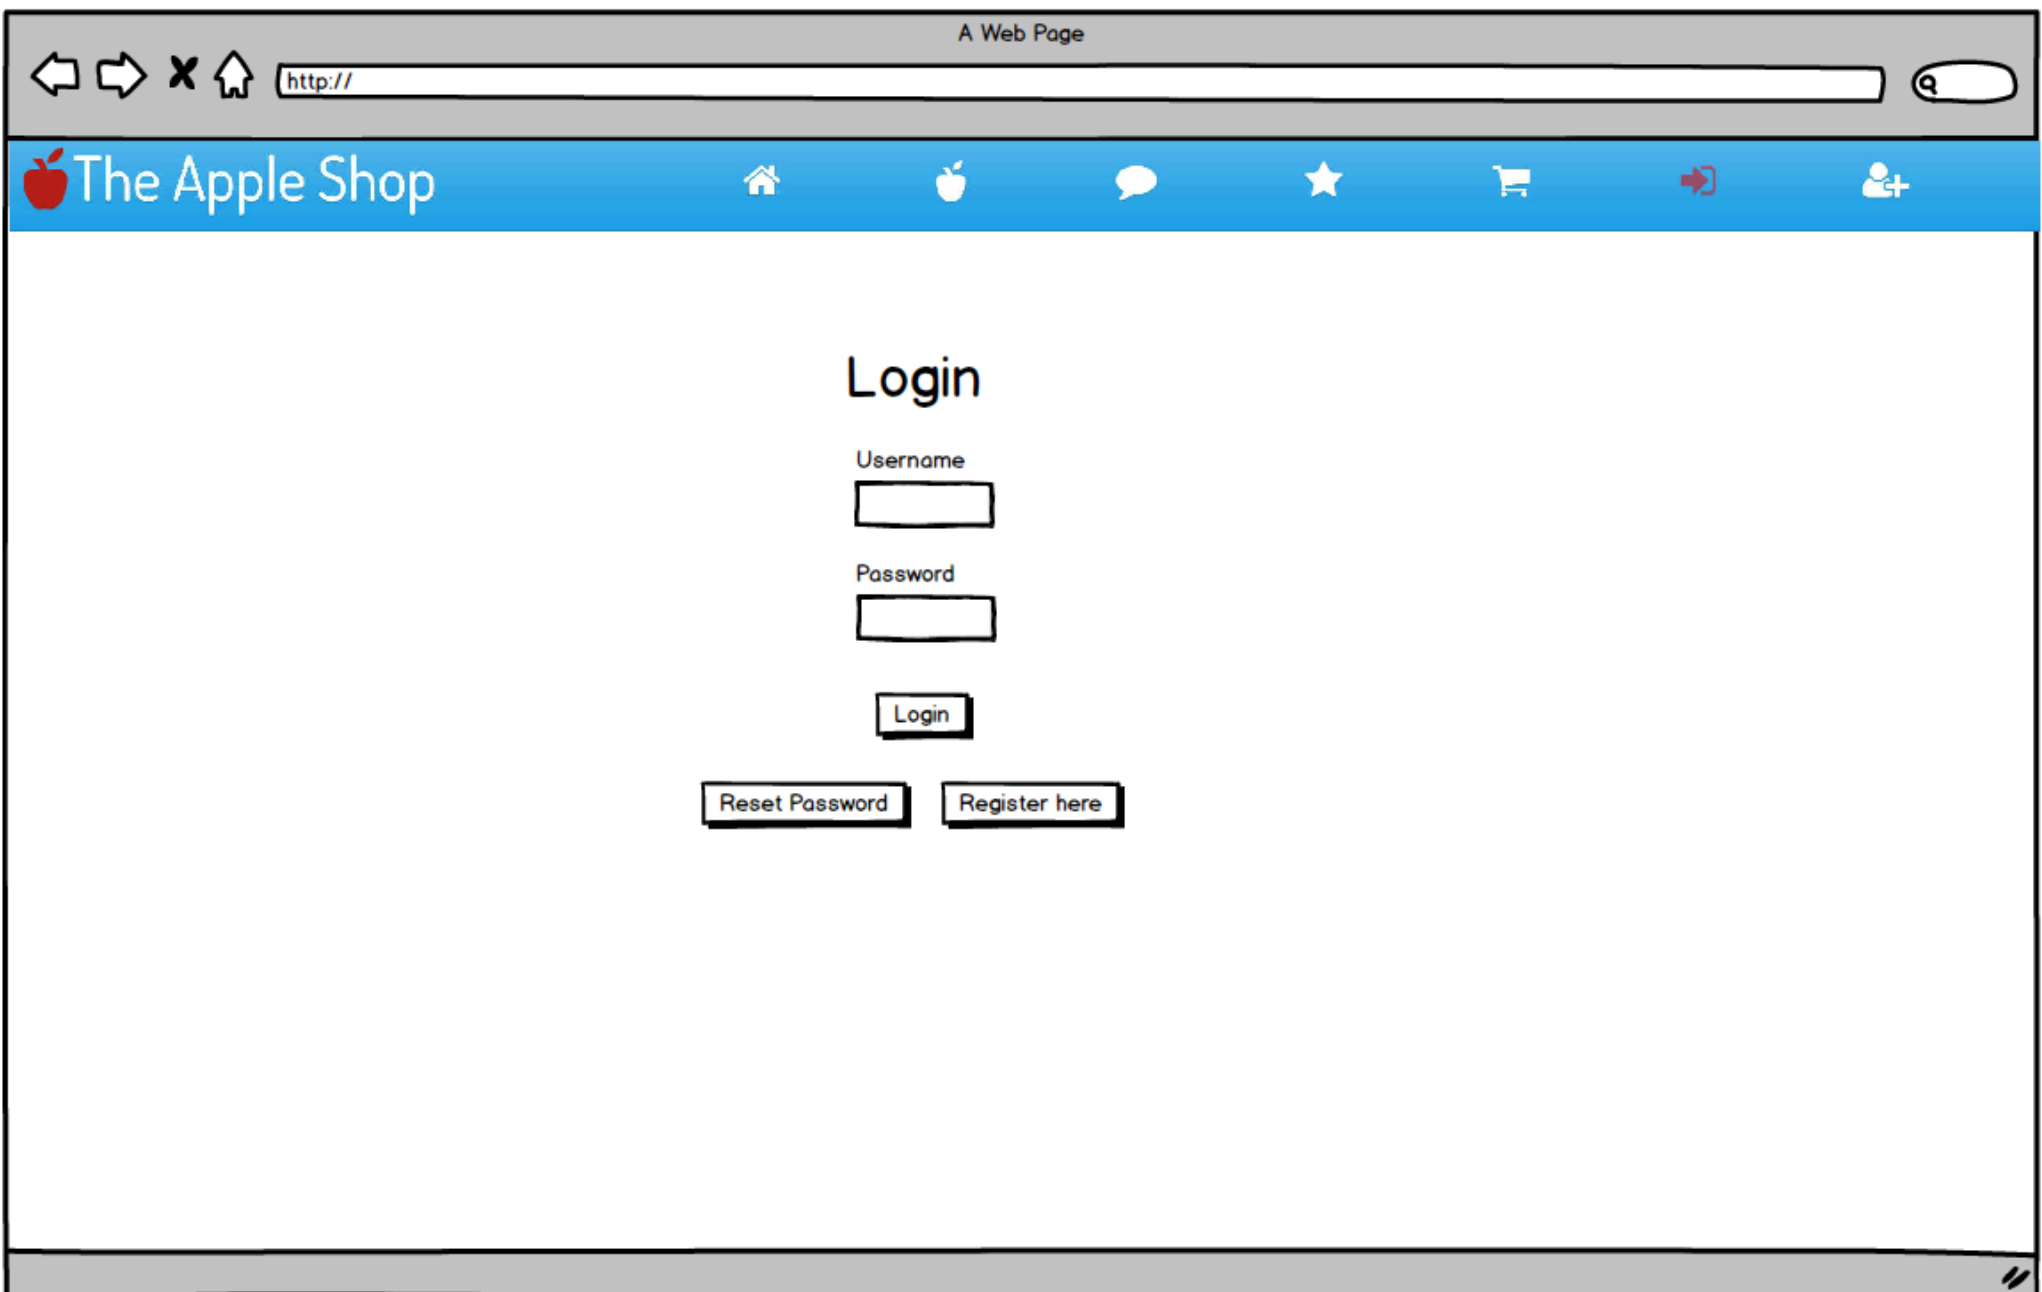 A Web Page
http://
The Apple Shop
Login
Username
Password
Login
Reset Password
Register here